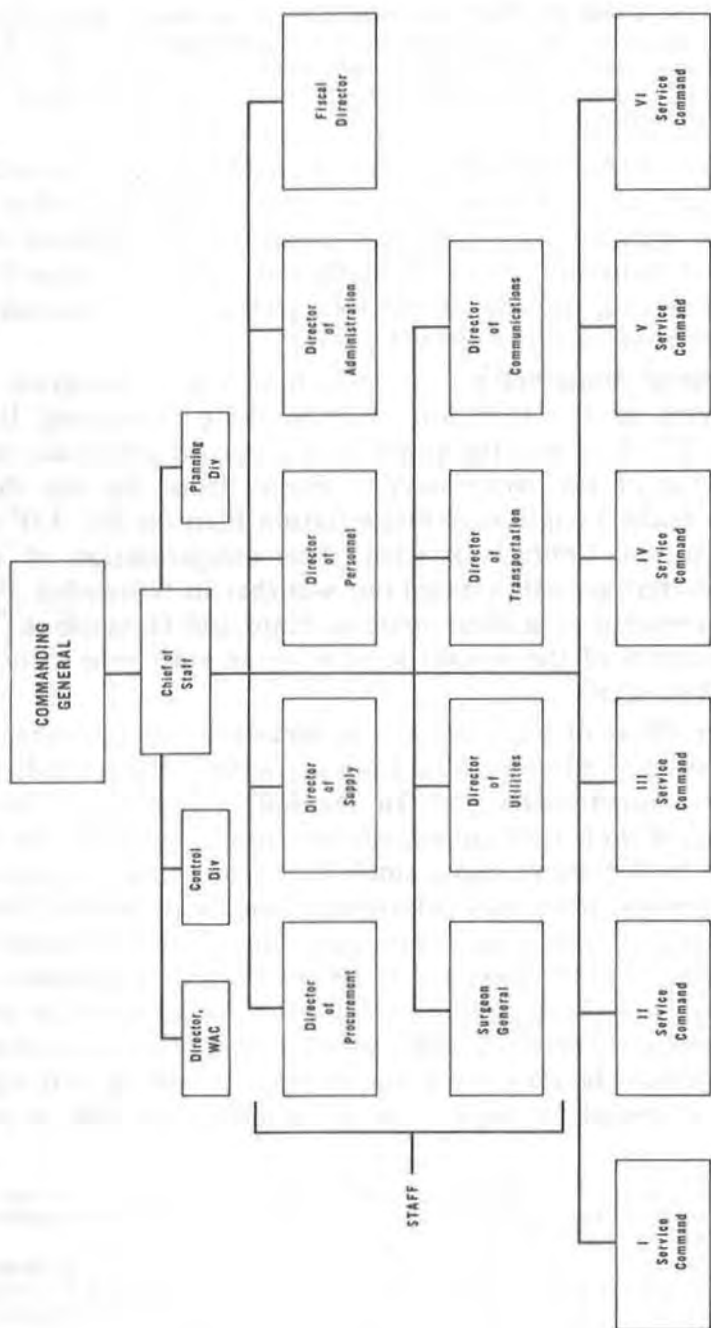 COMMANDING
GENERAL
Chief of
Staff
Director,
WAC
Control
Div
Planning
Div
STAFF
Director
of
Procurement
Director
of
Supply
Director
of
Personnel
Director
of
Administration
Fiscal
Director
Surgeon
General
Director
of
Utilities
Director
of
Transportation
Director
of
Communications
I
Service
Command
II
Service
Command
III
Service
Command
IV
Service
Command
V
Service
Command
VI
Service
Command